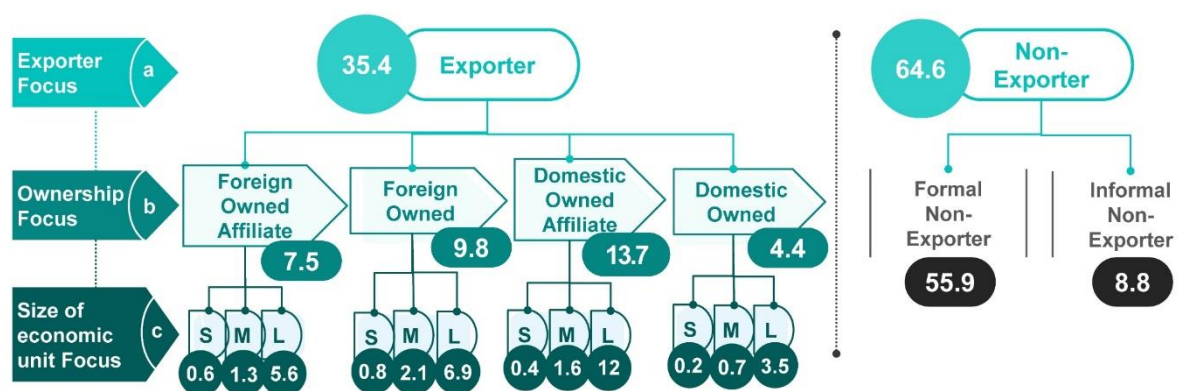 Exporter
Focus
a
35.4
Exporter
64.6
Non-
Exporter
Ownership
Focus
b
Foreign
Owned
Affiliate
7.5
Foreign
Owned
9.8
Domestic
Owned
Affiliate
13.7
Domestic
Owned
4.4
Formal
Non-
Exporter
55.9
Informal
Non-
Exporter
8.8
Size of
economic
unit Focus
c
S M L
0.6 1.3 5.6
S M L
0.8 2.1 6.9
S M L
0.4 1.6 12
S M L
0.2 0.7 3.5